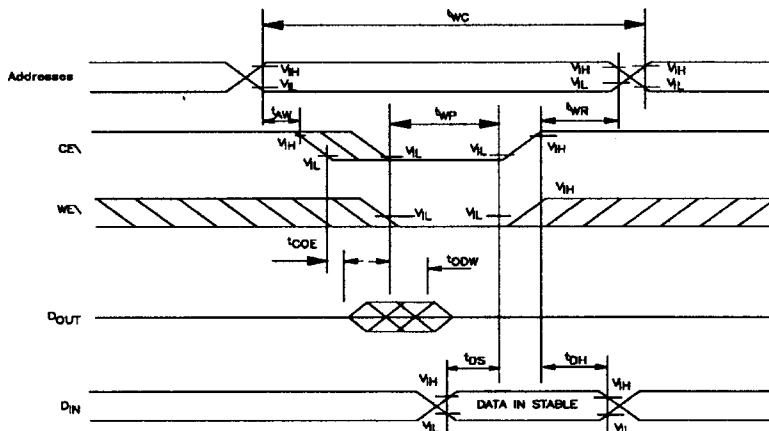 tWC
Addresses
VIH
VIL
VIH
VIL
VIH
VIL
tAW
tWP
tWR
CE\
VIH
VIL
VIL
VIL
VIH
WE\
VIL
VIL
VIH
tCOE
tODW
DOUT
tDS
tDH
DIN
VIH
VIL
DATA IN STABLE
VIH
VIL